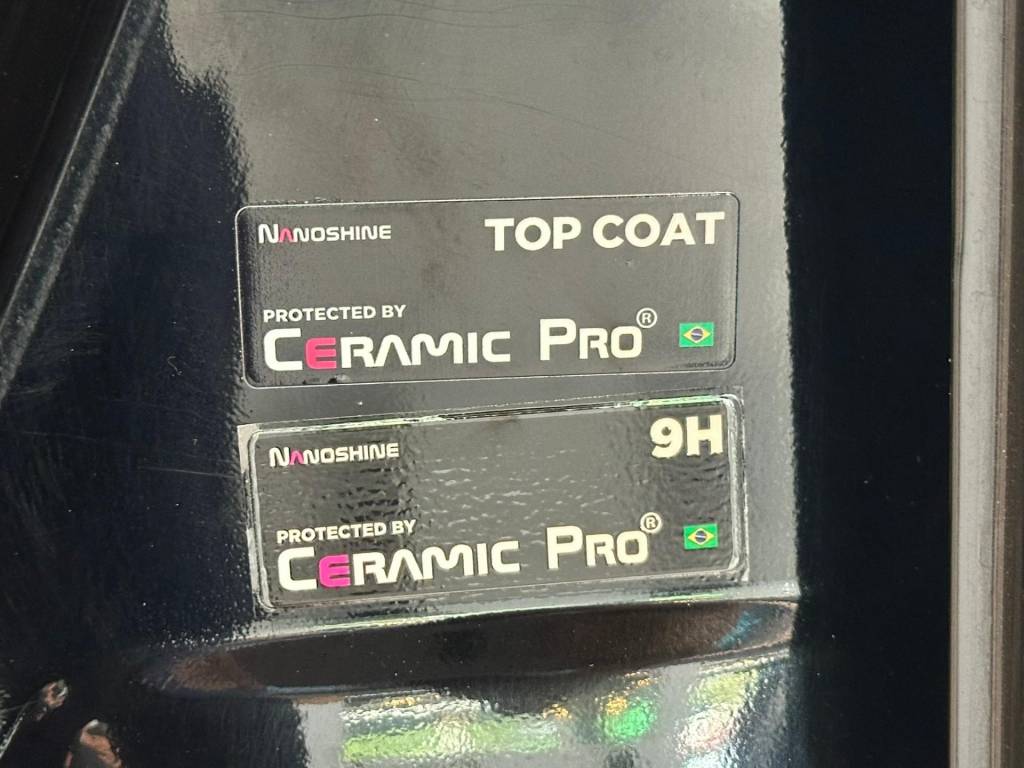 NANOSHINE TOP COAT
PROTECTED BY
CERAMIC PRO®
NANOSHINE 9H
PROTECTED BY
CERAMIC PRO®